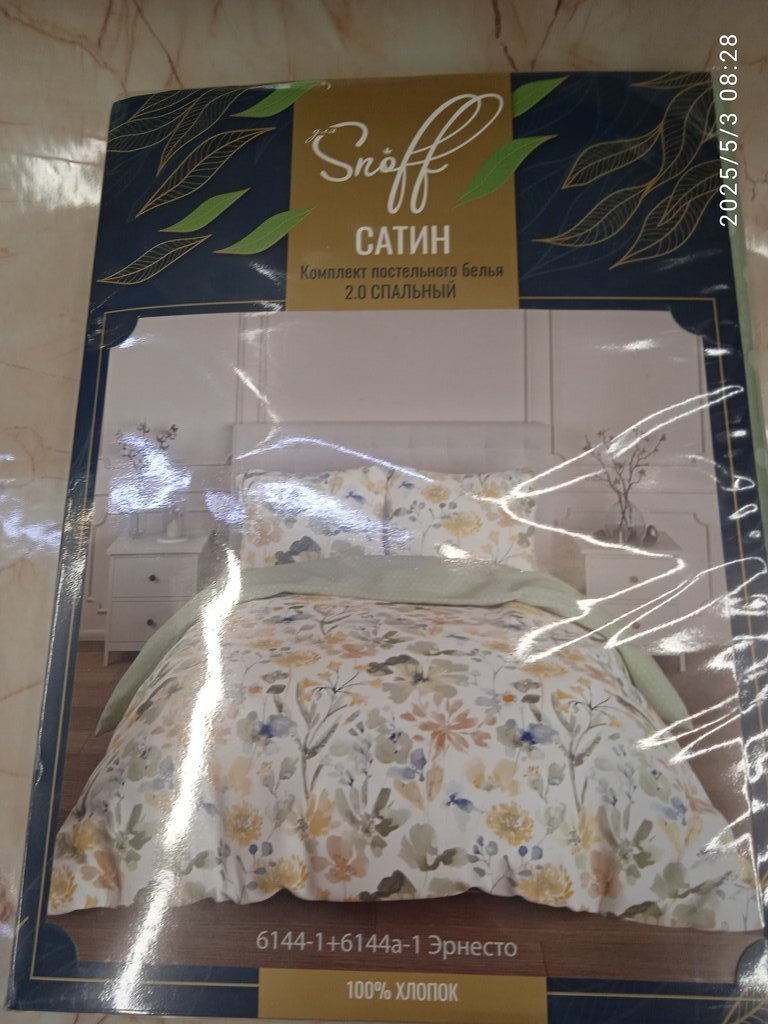 для Snoff
САТИН
Комплект постельного белья
2.0 СПАЛЬНЫЙ
6144-1+6144а-1 Эрнесто
100% ХЛОПОК
2025/5/3 08:28